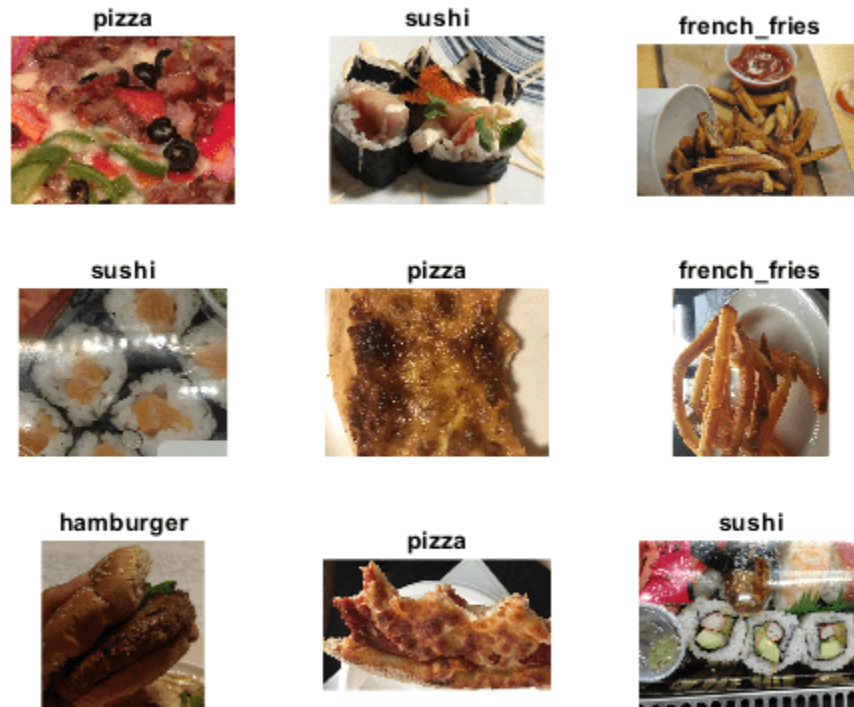 pizza
sushi
french_fries
sushi
pizza
french_fries
hamburger
pizza
sushi